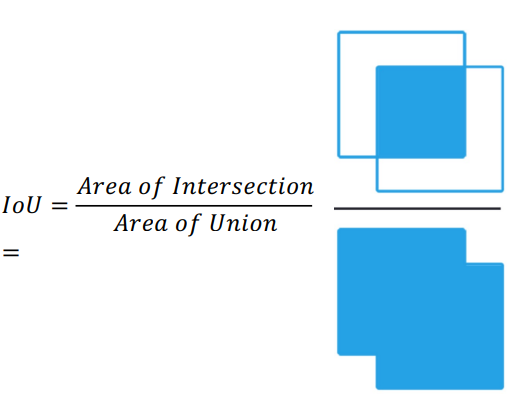 Area of Intersection
IoU =
Area of Union
=